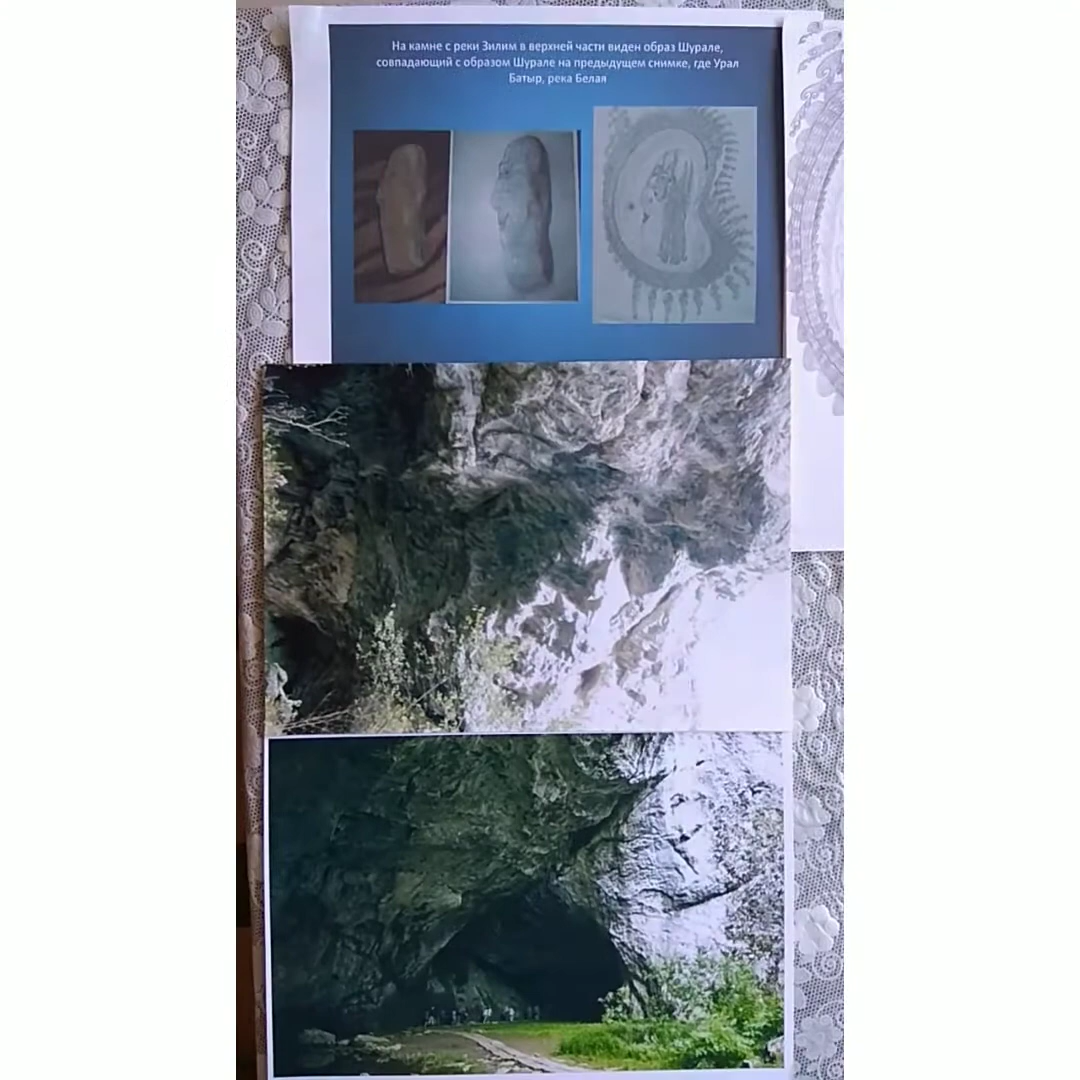 На камне с реки Зилим в верхней части виден образ Шурале,
совпадающий с образом Шурале на предыдущем снимке, где Урал
Батыр, река Белая